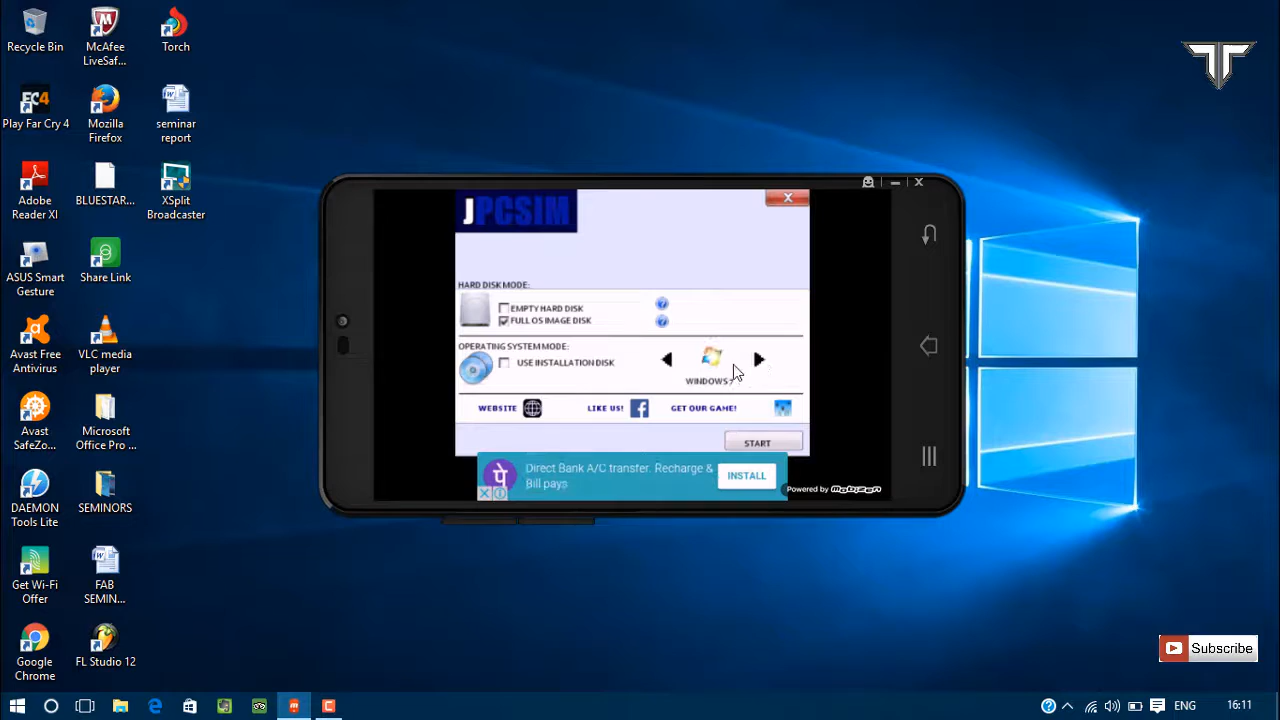 Recycle Bin
McAfee
LiveSaf...
Torch
Play Far Cry 4
Mozilla
Firefox
seminar
report
Adobe
Reader XI
BLUESTAR...
XSplit
Broadcaster
ASUS Smart
Gesture
Share Link
Avast Free
Antivirus
VLC media
player
Avast
SafeZo...
Microsoft
Office Pro ...
DAEMON
Tools Lite
SEMINORS
Get Wi-Fi
Offer
FAB
SEMIN...
Google
Chrome
FL Studio 12
JPCSIM
HARD DISK MODE:
EMPTY HARD DISK
FULL OS IMAGE DISK
OPERATING SYSTEM MODE:
USE INSTALLATION DISK
WINDOWS 7
WEBSITE
LIKE US!
GET OUR GAME!
START
Direct Bank A/C transfer. Recharge &
Bill pays.
INSTALL
Powered by Mobizen
Subscribe
ENG
16:11